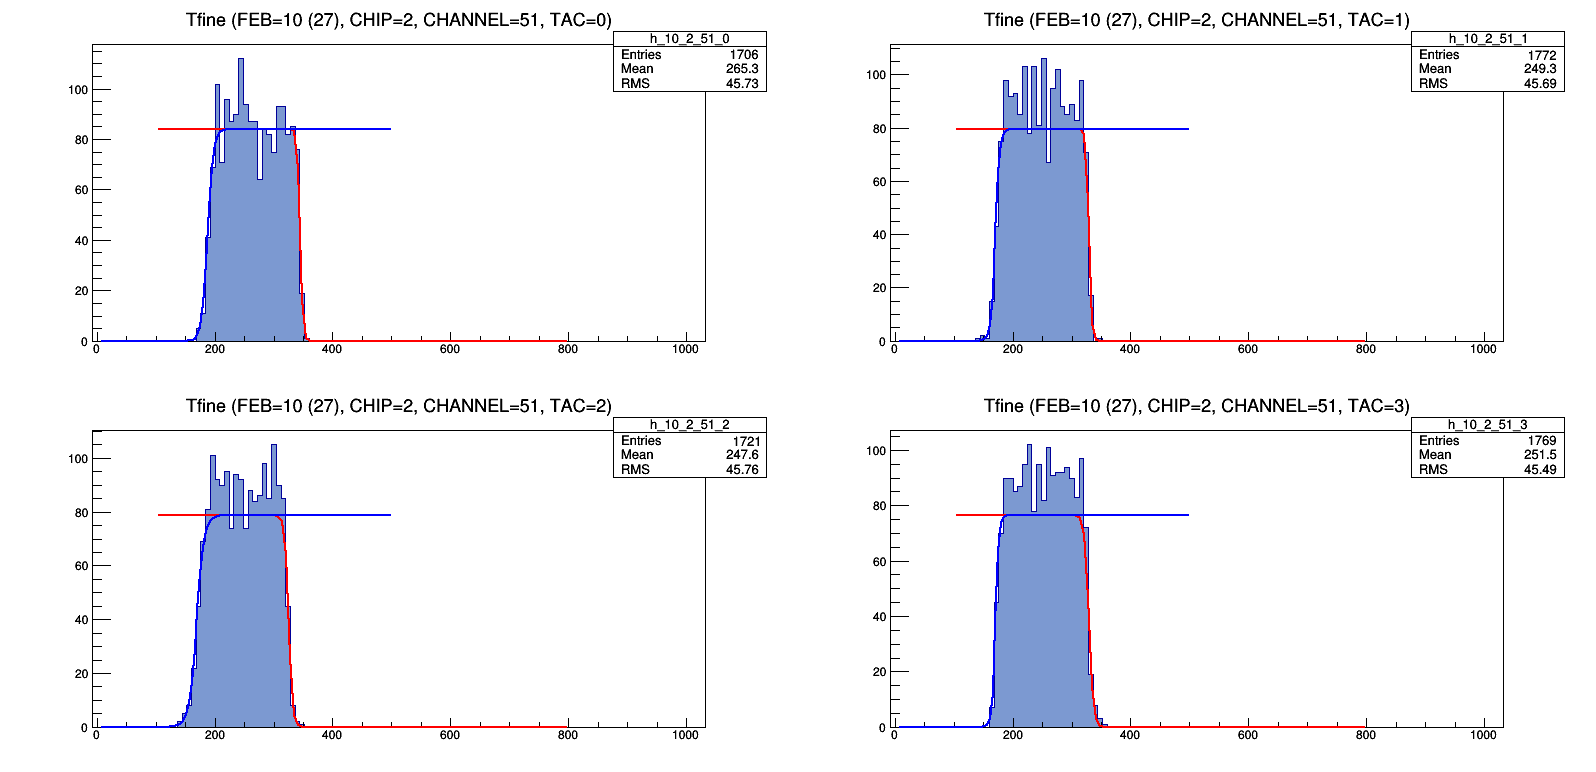 Tfine (FEB=10 (27), CHIP=2, CHANNEL=51, TAC=0)
h_10_2_51_0
Entries 1706
Mean 265.3
RMS 45.73
100
80
60
40
20
0
0 200 400 600 800 1000
Tfine (FEB=10 (27), CHIP=2, CHANNEL=51, TAC=1)
h_10_2_51_1
Entries 1772
Mean 249.3
RMS 45.69
100
80
60
40
20
0
0 200 400 600 800 1000
Tfine (FEB=10 (27), CHIP=2, CHANNEL=51, TAC=2)
h_10_2_51_2
Entries 1721
Mean 247.6
RMS 45.76
100
80
60
40
20
0
0 200 400 600 800 1000
Tfine (FEB=10 (27), CHIP=2, CHANNEL=51, TAC=3)
h_10_2_51_3
Entries 1769
Mean 251.5
RMS 45.49
100
80
60
40
20
0
0 200 400 600 800 1000